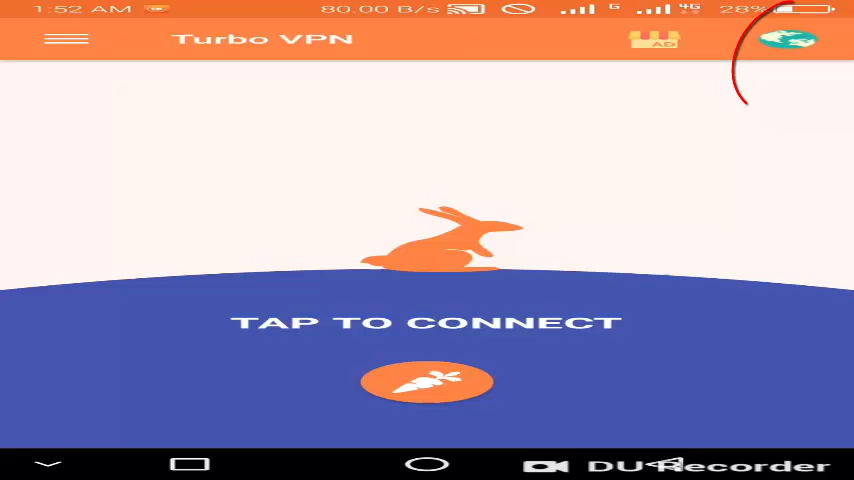 1:52 AM 80.00 B/s G 4G 28%
Turbo VPN AD
TAP TO CONNECT
DU Recorder